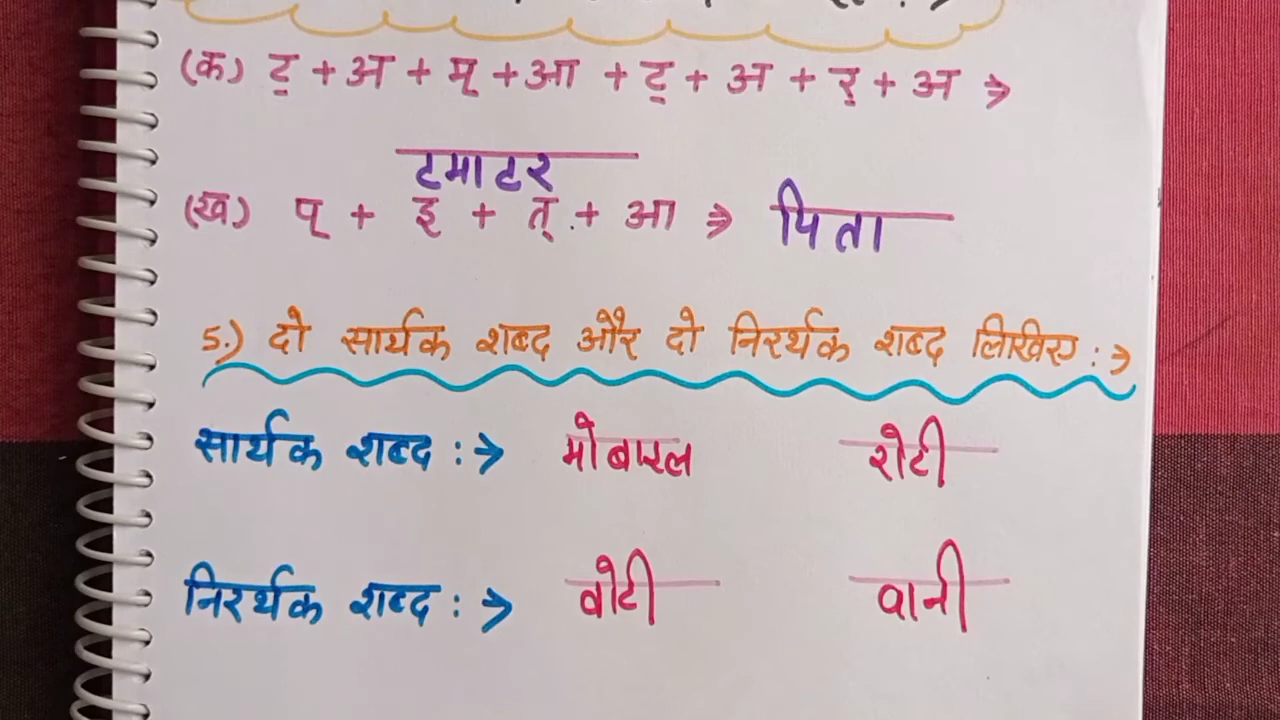 (क) ट् + अ + म् + आ + ट् + अ + र् + अ ⇒
टमाटर
(ख) प् + इ + त् + आ ⇒ पिता
5.) दो सार्थक शब्द और दो निरर्थक शब्द लिखिए :→
सार्थक शब्द :→ मोबाइल रोटी
निरर्थक शब्द :→ वोटी वानी